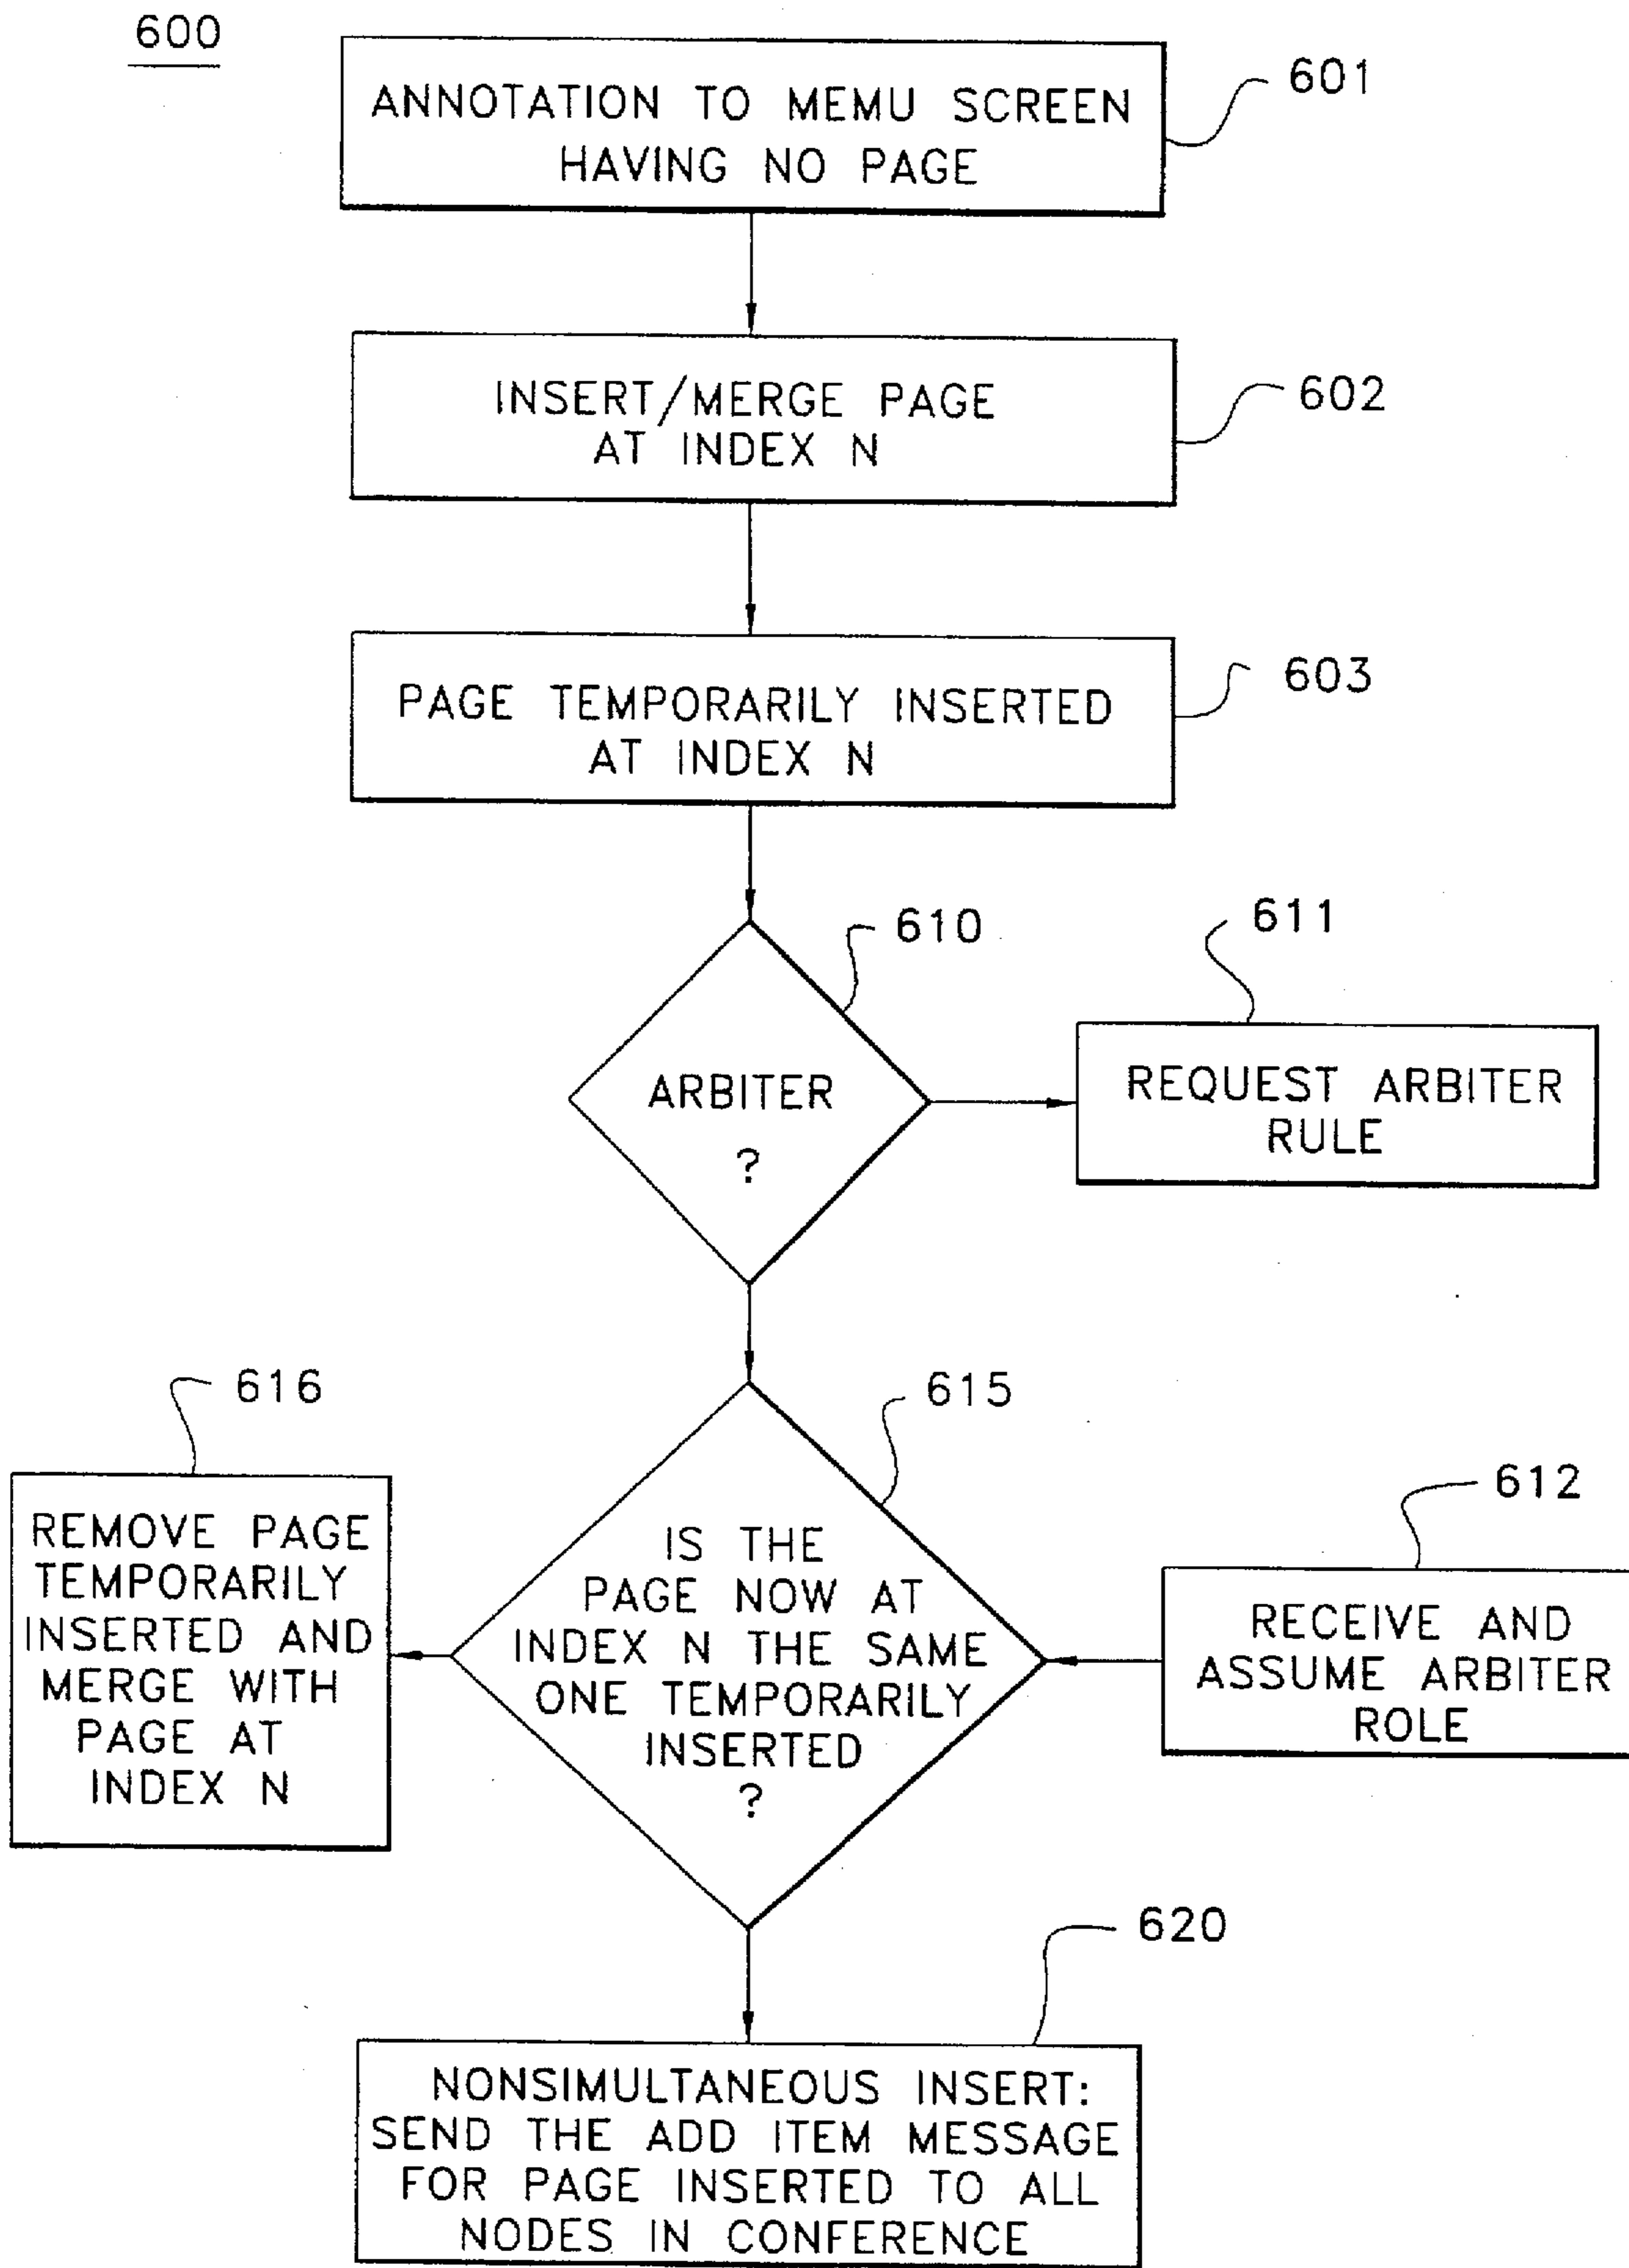 600
ANNOTATION TO MEMU SCREEN
HAVING NO PAGE
601
INSERT/MERGE PAGE
AT INDEX N
602
PAGE TEMPORARILY INSERTED
AT INDEX N
603
610
ARBITER
?
611
REQUEST ARBITER
RULE
615
IS THE
PAGE NOW AT
INDEX N THE SAME
ONE TEMPORARILY
INSERTED
?
616
REMOVE PAGE
TEMPORARILY
INSERTED AND
MERGE WITH
PAGE AT
INDEX N
612
RECEIVE AND
ASSUME ARBITER
ROLE
620
NONSIMULTANEOUS INSERT:
SEND THE ADD ITEM MESSAGE
FOR PAGE INSERTED TO ALL
NODES IN CONFERENCE